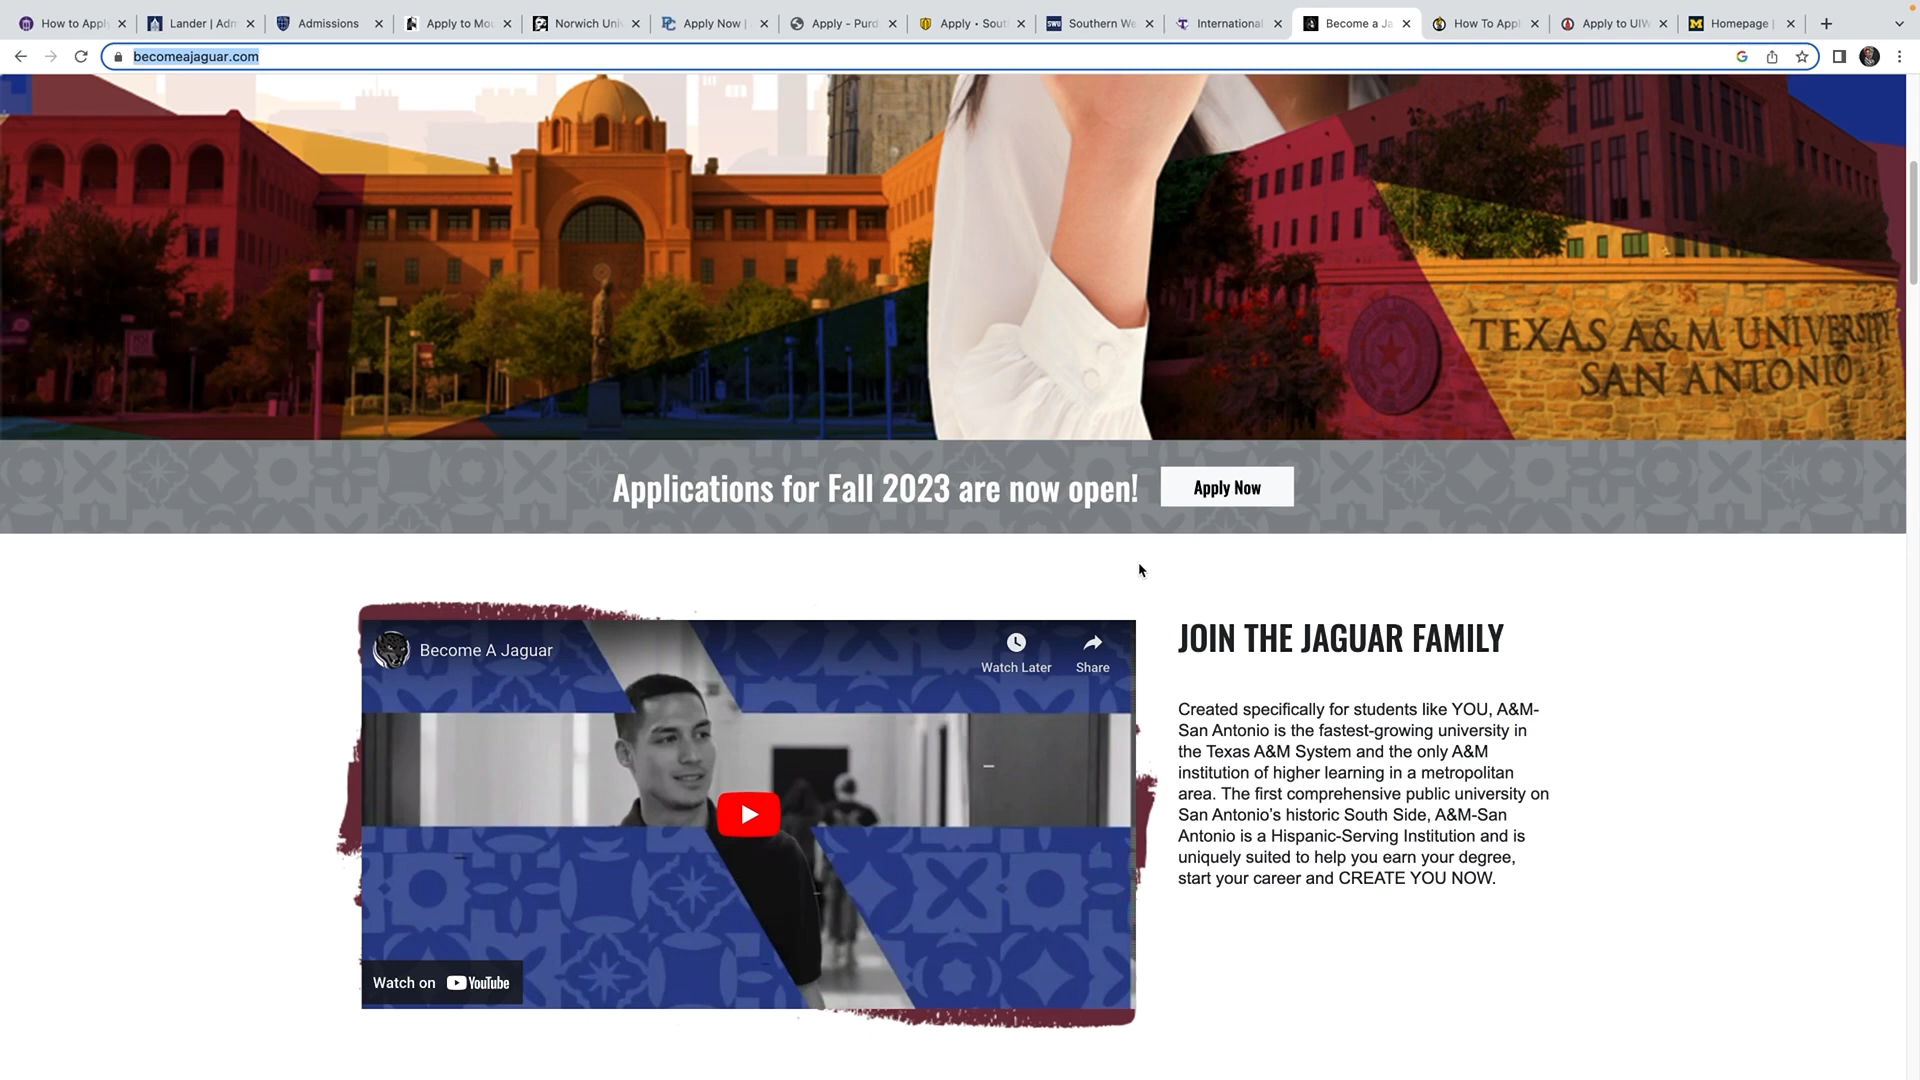 How to Apply
Lander | Adm
Admissions
Apply to Mo
Norwich Uni
Apply Now |
Apply - Purd
Apply • Sout
Southern We
International
Become a Ja
How To Appl
Apply to UIW
Homepage |
becomeajaguar.com
TEXAS A&M UNIVERSITY
SAN ANTONIO
Applications for Fall 2023 are now open!
Apply Now
Become A Jaguar
Watch Later
Share
Watch on YouTube
JOIN THE JAGUAR FAMILY
Created specifically for students like YOU, A&M-
San Antonio is the fastest-growing university in
the Texas A&M System and the only A&M
institution of higher learning in a metropolitan
area. The first comprehensive public university on
San Antonio's historic South Side, A&M-San
Antonio is a Hispanic-Serving Institution and is
uniquely suited to help you earn your degree,
start your career and CREATE YOU NOW.